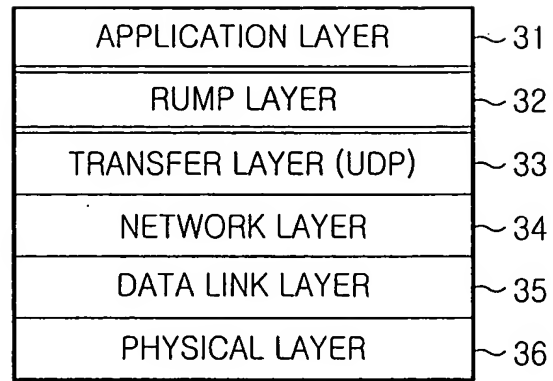 APPLICATION LAYER ~31
RUMP LAYER ~32
TRANSFER LAYER (UDP) ~33
NETWORK LAYER ~34
DATA LINK LAYER ~35
PHYSICAL LAYER ~36